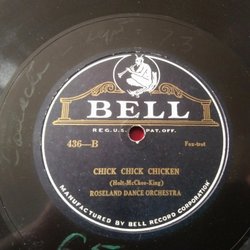 BELL
REG. U.S. PAT. OFF.
436—B Fox-trot
CHICK CHICK CHICKEN
(Holt-McGhee-King)
ROSELAND DANCE ORCHESTRA
MANUFACTURED BY BELL RECORD CORPORATION